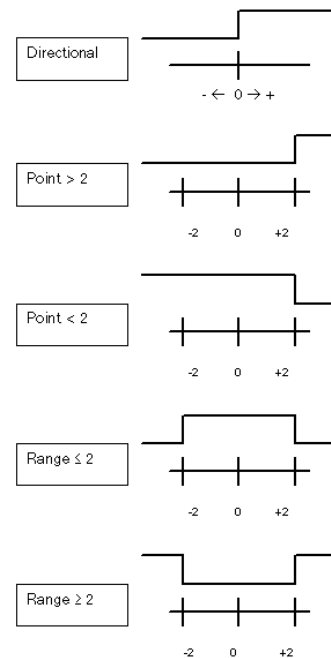 Directional
- ← 0 → +
Point > 2
-2 0 +2
Point < 2
-2 0 +2
Range ≤ 2
-2 0 +2
Range ≥ 2
-2 0 +2